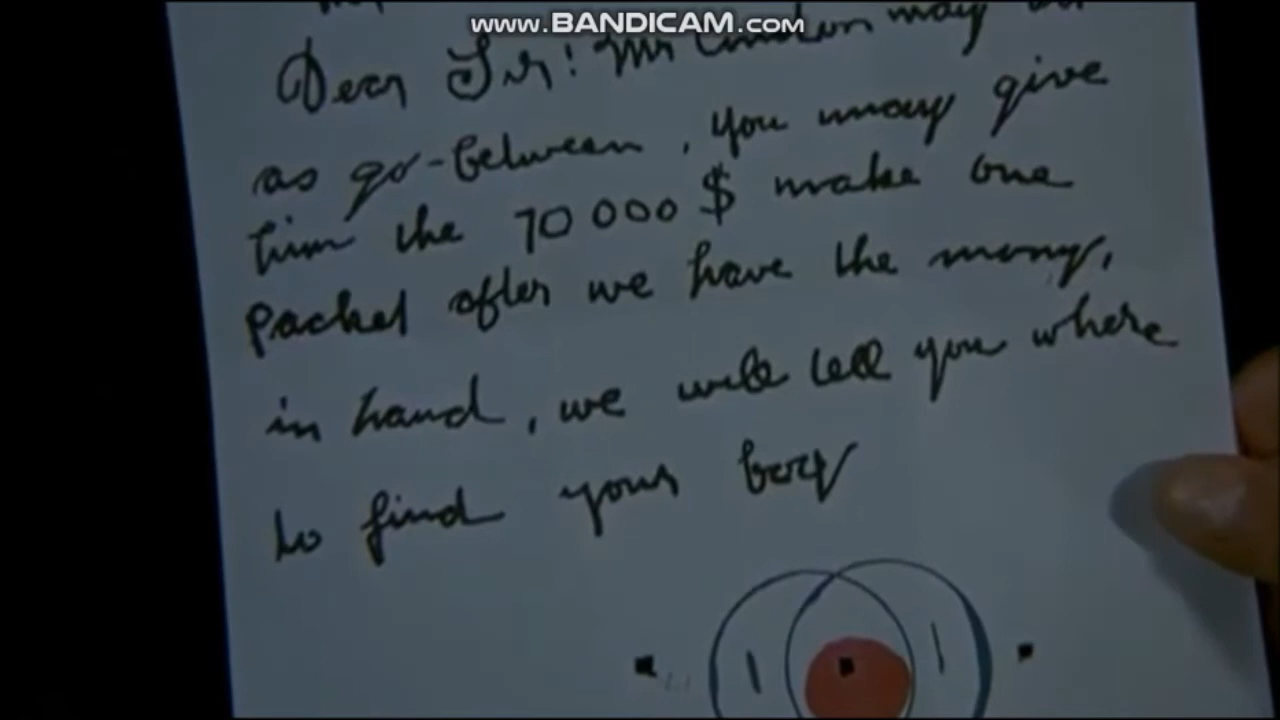 www.BANDICAM.com
Dear Sir! Mr Condon may
as go-between, you may give
him the 70000$ make one
packet after we have the mony,
in hand, we will tell you where
to find your boy